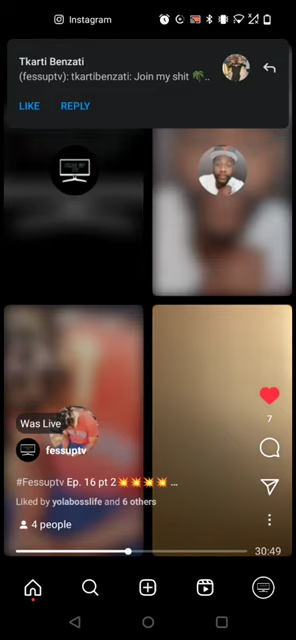 Instagram
Tkarti Benzati
(fessuptv): tkartibenzati: Join my shit 🌴..
LIKE REPLY
Was Live
fessuptv
7
#Fessuptv Ep. 16 pt 2💥💥💥💥 ...
Liked by yolabosslife and 6 others
4 people
30:49